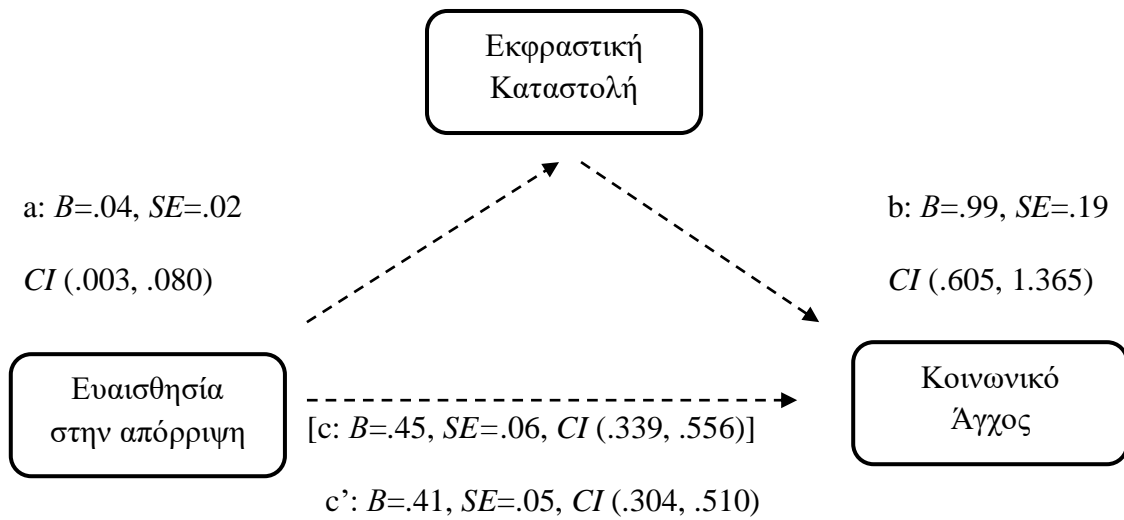 Εκφραστική
Καταστολή
a: B=.04, SE=.02
CI (.003, .080)
b: B=.99, SE=.19
CI (.605, 1.365)
Ευαισθησία
στην απόρριψη
[c: B=.45, SE=.06, CI (.339, .556)]
c’: B=.41, SE=.05, CI (.304, .510)
Κοινωνικό
Άγχος